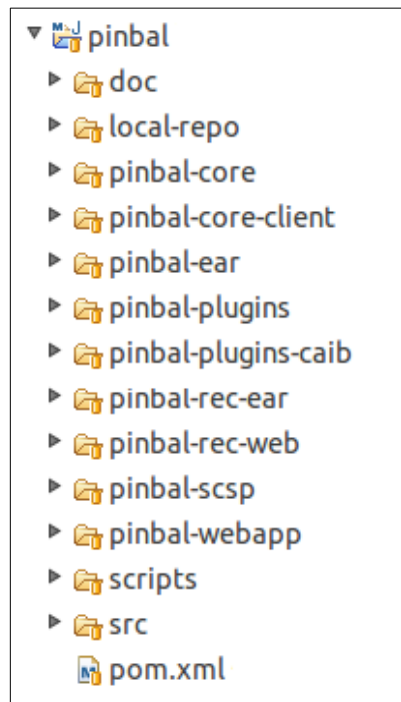 pinbal
doc
local-repo
pinbal-core
pinbal-core-client
pinbal-ear
pinbal-plugins
pinbal-plugins-caib
pinbal-rec-ear
pinbal-rec-web
pinbal-scsp
pinbal-webapp
scripts
src
pom.xml